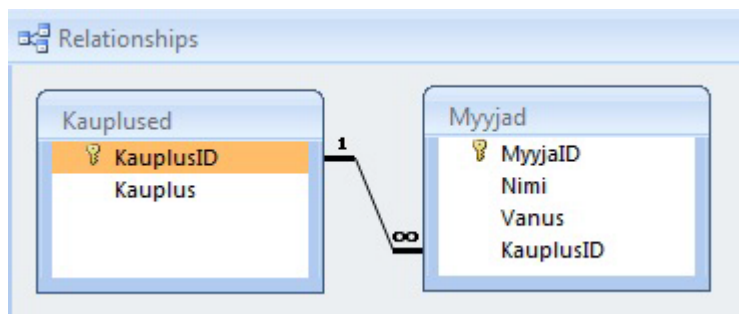 Relationships
Kauplused
KauplusID
Kauplus
1
∞
Myyjad
MyyjaID
Nimi
Vanus
KauplusID